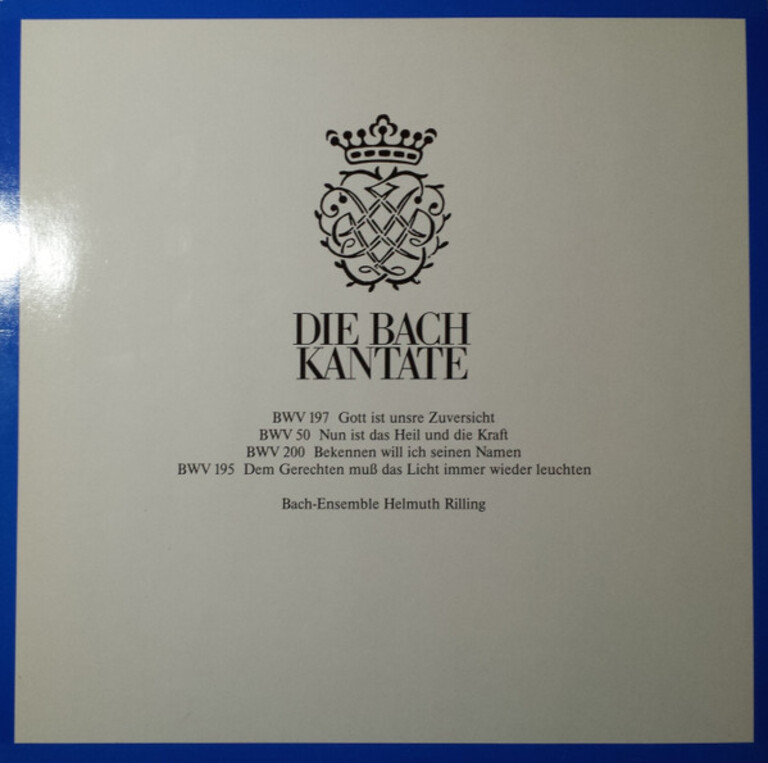 DIE BACH
KANTATE
BWV 197 Gott ist unsre Zuversicht
BWV 50 Nun ist das Heil und die Kraft
BWV 200 Bekennen will ich seinen Namen
BWV 195 Dem Gerechten muß das Licht immer wieder leuchten
Bach-Ensemble Helmuth Rilling